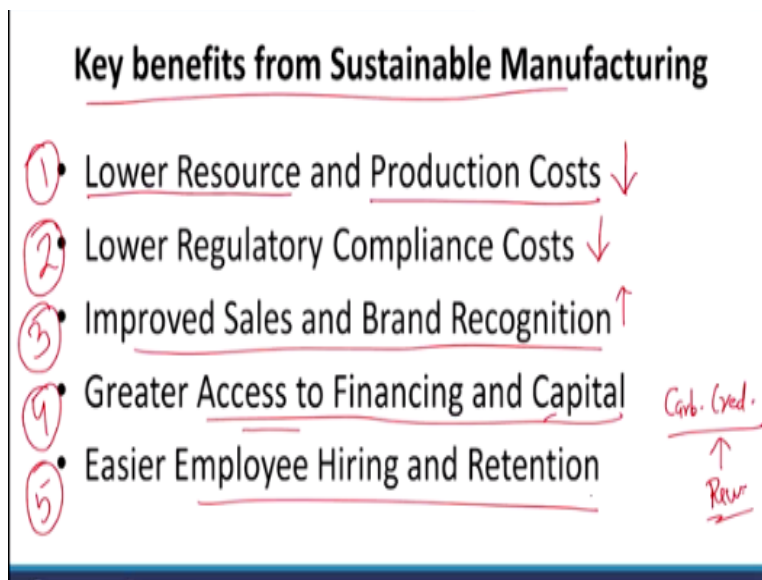 Key benefits from Sustainable Manufacturing
1 • Lower Resource and Production Costs ↓
2 • Lower Regulatory Compliance Costs ↓
3 • Improved Sales and Brand Recognition ↑
4 • Greater Access to Financing and Capital
Carb. Cred.
↑
5 • Easier Employee Hiring and Retention